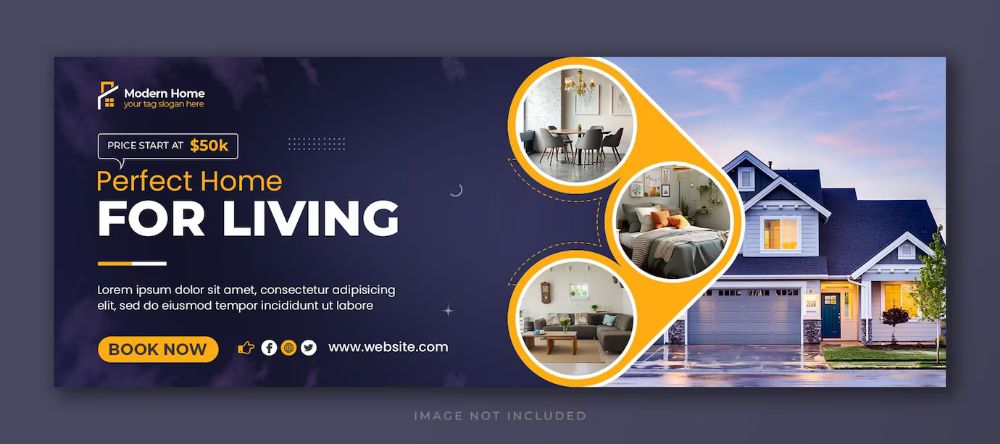 Modern Home
your tag slogan here
PRICE START AT $50k
Perfect Home
FOR LIVING
Lorem ipsum dolor sit amet, consectetur adipisicing
elit, sed do eiusmod tempor incididunt ut labore
BOOK NOW
www.website.com
IMAGE NOT INCLUDED